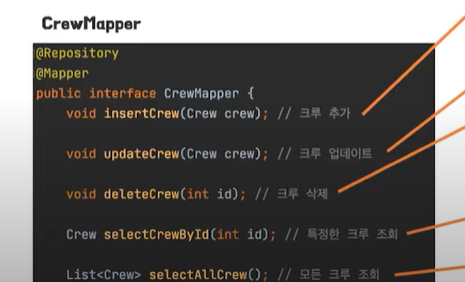 CrewMapper
@Repository
@Mapper
public interface CrewMapper {
void insertCrew(Crew crew); // 크루 추가
void updateCrew(Crew crew); // 크루 업데이트
void deleteCrew(int id); // 크루 삭제
Crew selectCrewById(int id); // 특정한 크루 조회
List<Crew> selectAllCrew(); // 모든 크루 조회